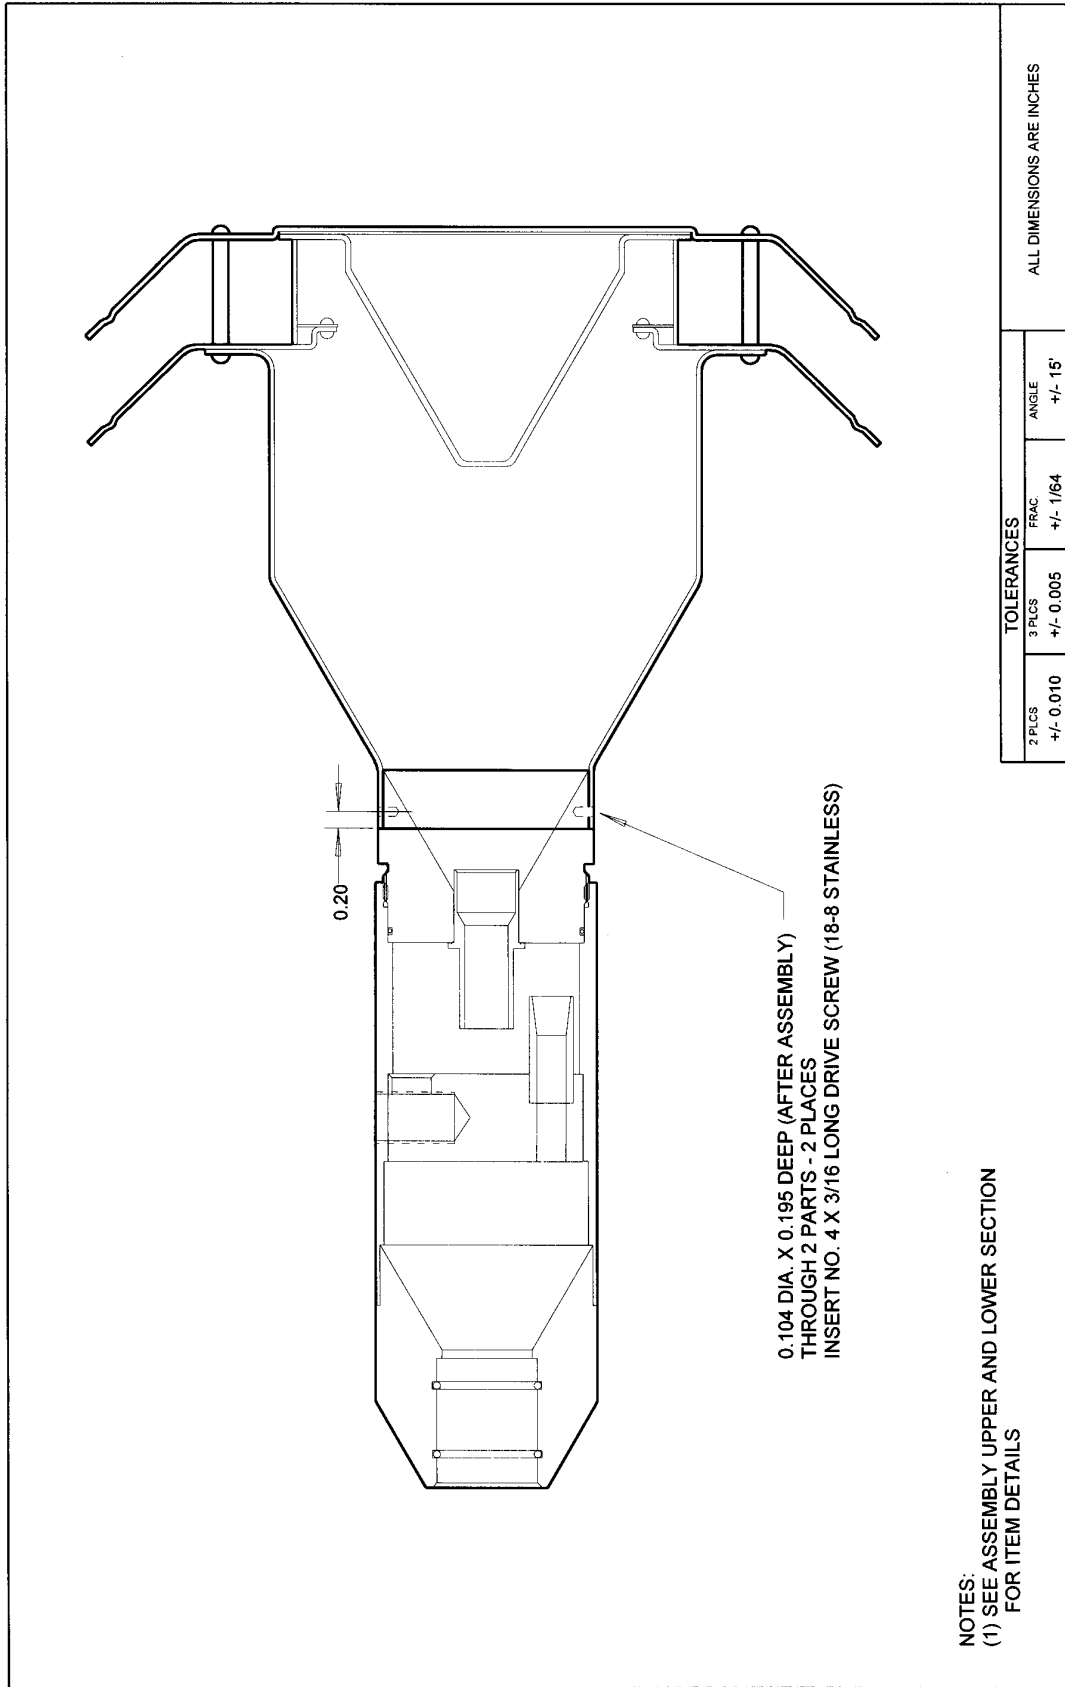 0.20
0.104 DIA. X 0.195 DEEP (AFTER ASSEMBLY)
THROUGH 2 PARTS - 2 PLACES
INSERT NO. 4 X 3/16 LONG DRIVE SCREW (18-8 STAINLESS)
NOTES:
(1) SEE ASSEMBLY UPPER AND LOWER SECTION
FOR ITEM DETAILS
TOLERANCES
2 PLCS 3 PLCS FRAC. ANGLE
+/- 0.010 +/- 0.005 +/- 1/64 +/- 15'
ALL DIMENSIONS ARE INCHES